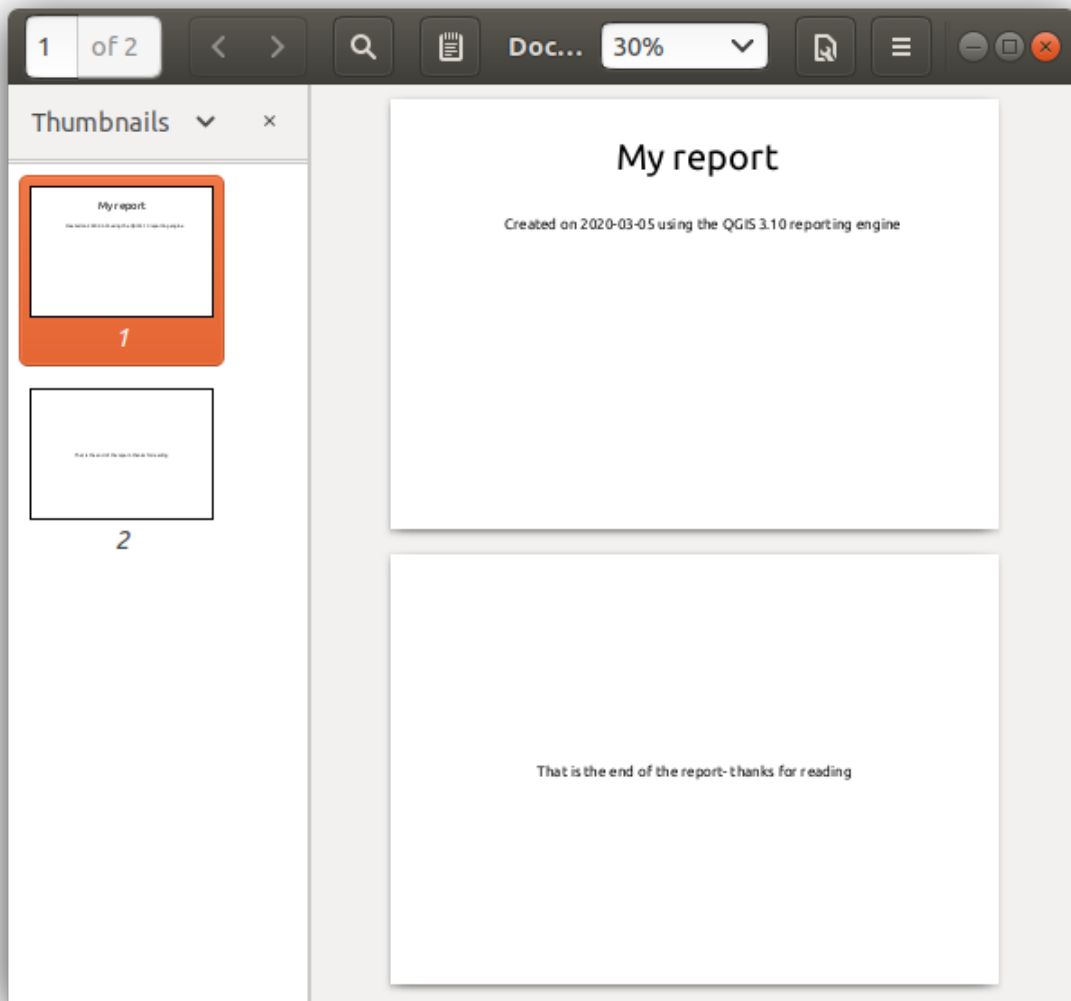 1 of 2 Doc... 30%
Thumbnails
My report
1
2
My report
Created on 2020-03-05 using the QGIS 3.10 reporting engine
That is the end of the report- thanks for reading